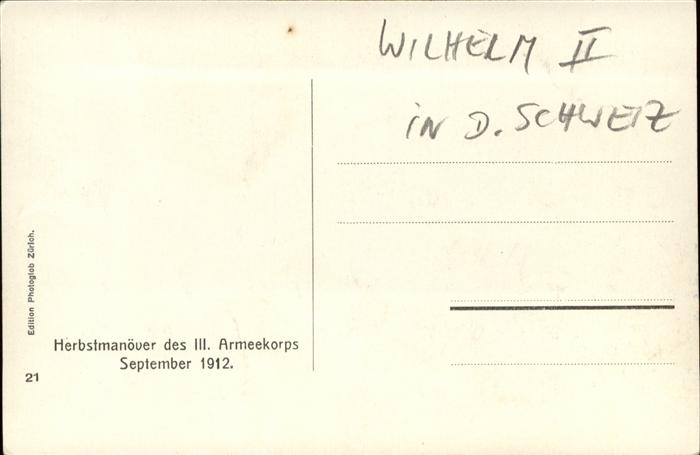 WILHELM II
IN D. SCHWEIZ
Edition Photoglob Zürich.
Herbstmanöver des III. Armeekorps
September 1912.
21